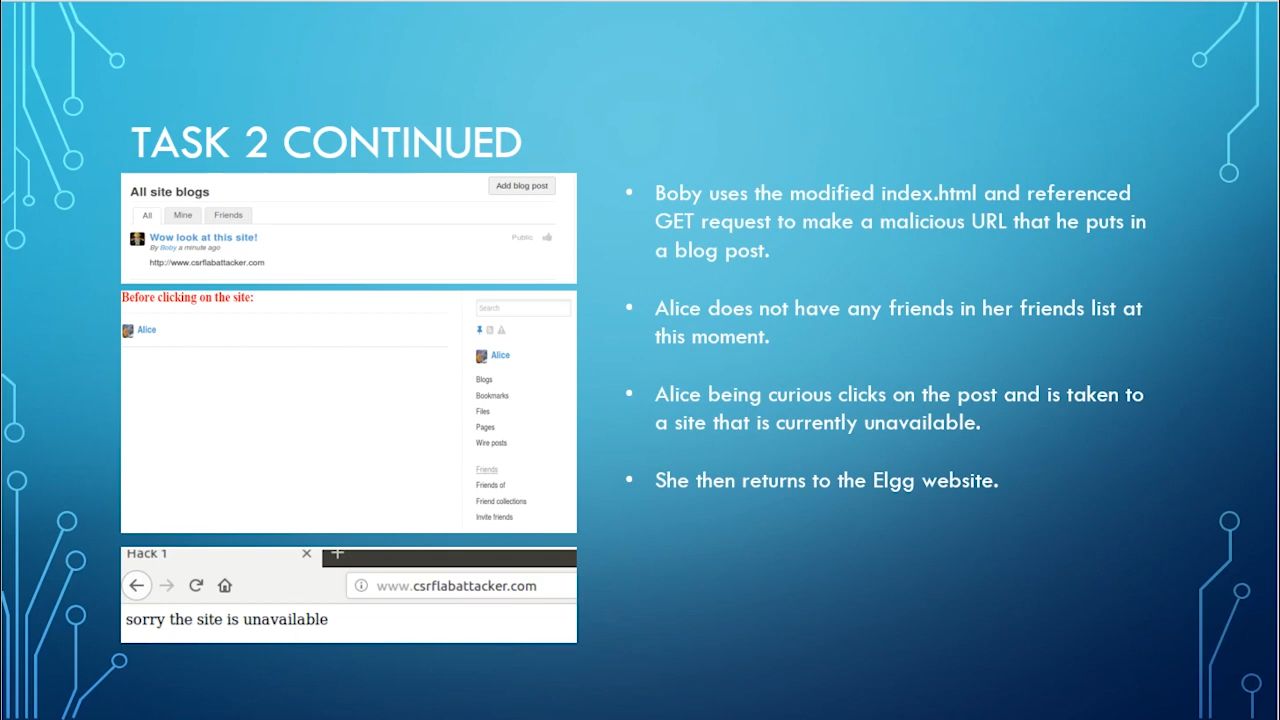 TASK 2 CONTINUED
All site blogs
Add blog post
All
Mine
Friends
Wow look at this site!
Public
By Boby a minute ago
http://www.csrflabattacker.com
Before clicking on the site:
Alice
Search
Alice
Blogs
Bookmarks
Files
Pages
Wire posts
Friends
Friends of
Friend collections
Invite friends
Hack 1
www.csrflabattacker.com
sorry the site is unavailable
• Boby uses the modified index.html and referenced
GET request to make a malicious URL that he puts in
a blog post.
• Alice does not have any friends in her friends list at
this moment.
• Alice being curious clicks on the post and is taken to
a site that is currently unavailable.
• She then returns to the Elgg website.